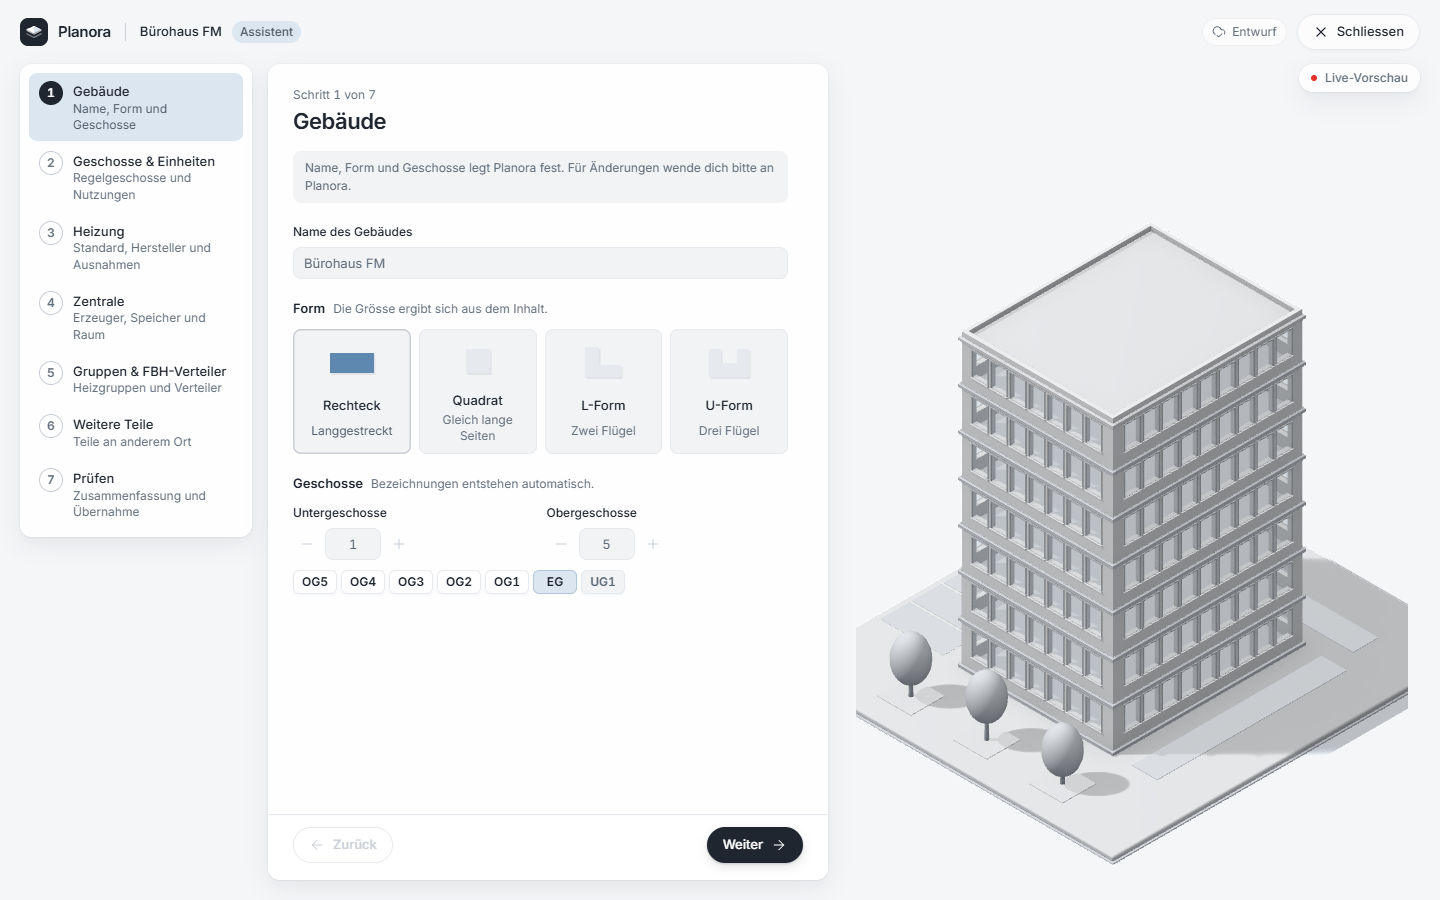 Planora
Bürohaus FM
Assistent
Entwurf
Schliessen
1
Gebäude
Name, Form und
Geschosse
2
Geschosse & Einheiten
Regelgeschosse und
Nutzungen
3
Heizung
Standard, Hersteller und
Ausnahmen
4
Zentrale
Erzeuger, Speicher und
Raum
5
Gruppen & FBH-Verteiler
Heizgruppen und Verteiler
6
Weitere Teile
Teile an anderem Ort
7
Prüfen
Zusammenfassung und
Übernahme
Schritt 1 von 7
Gebäude
Name, Form und Geschosse legt Planora fest. Für Änderungen wende dich bitte an
Planora.
Name des Gebäudes
Bürohaus FM
Form Die Grösse ergibt sich aus dem Inhalt.
Rechteck
Langgestreckt
Quadrat
Gleich lange
Seiten
L-Form
Zwei Flügel
U-Form
Drei Flügel
Geschosse Bezeichnungen entstehen automatisch.
Untergeschosse
1
Obergeschosse
5
OG5 OG4 OG3 OG2 OG1 EG UG1
Zurück
Weiter
Live-Vorschau